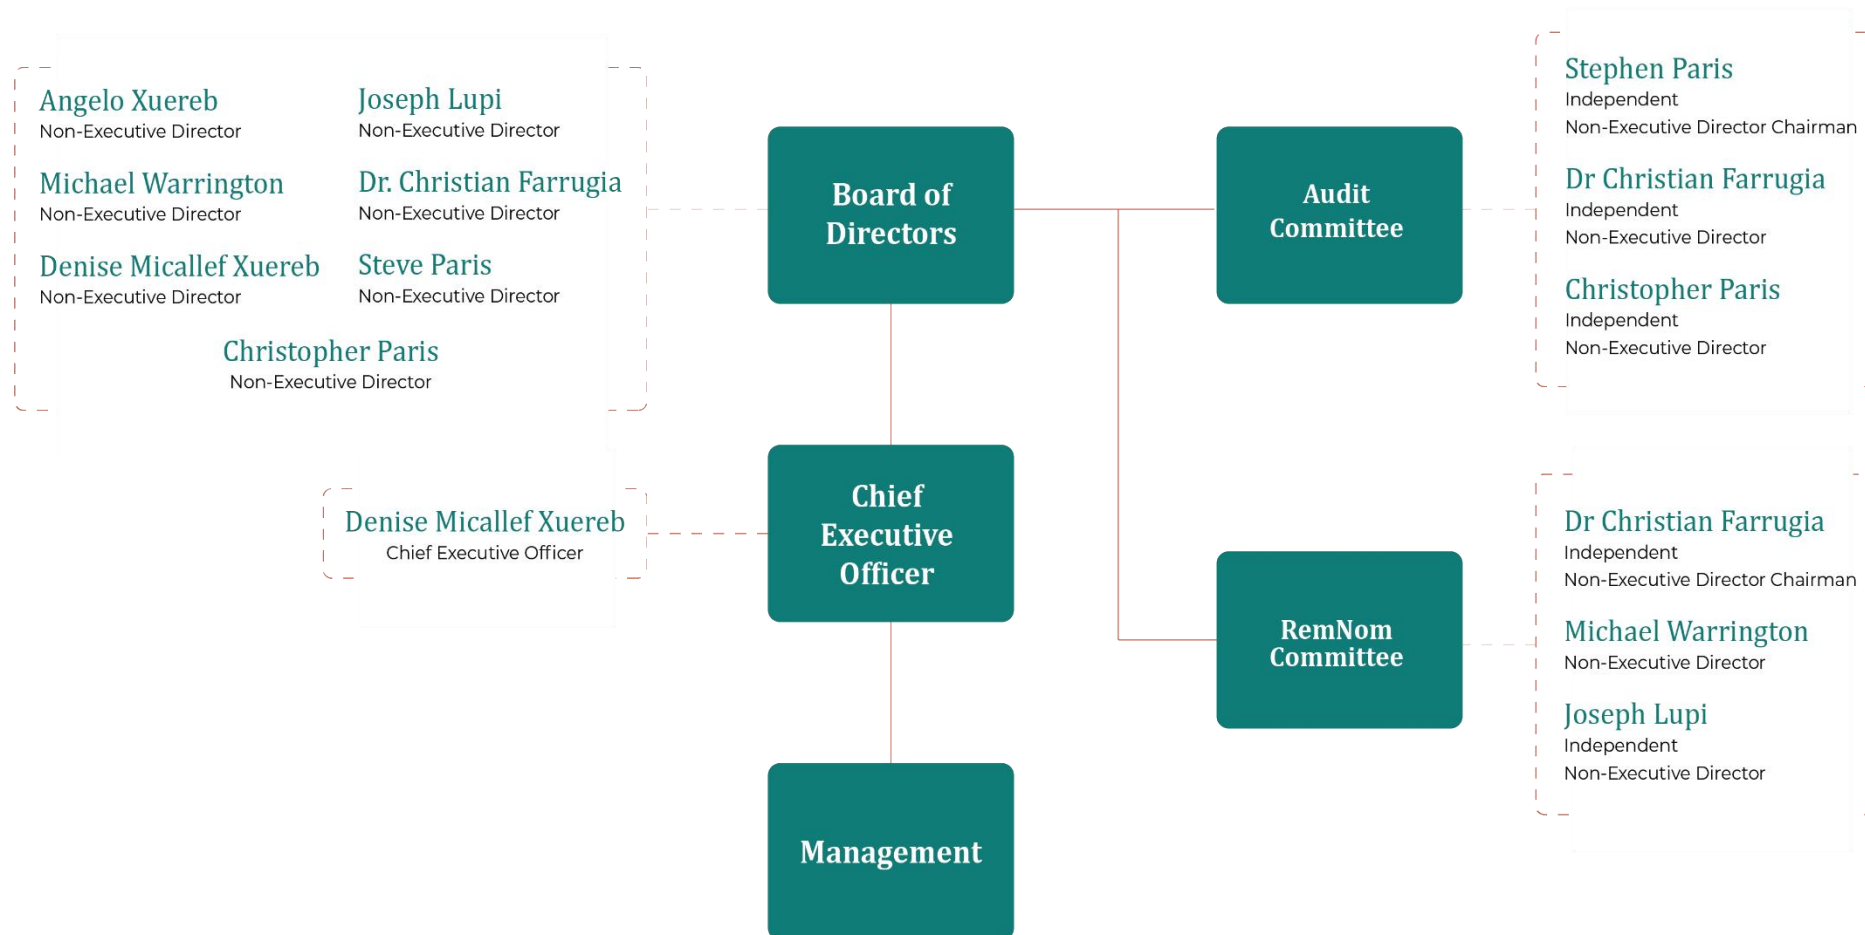 Angelo Xuereb
Non-Executive Director
Joseph Lupi
Non-Executive Director
Michael Warrington
Non-Executive Director
Dr. Christian Farrugia
Non-Executive Director
Denise Micallef Xuereb
Non-Executive Director
Steve Paris
Non-Executive Director
Christopher Paris
Non-Executive Director
Board of
Directors
Audit
Committee
Stephen Paris
Independent
Non-Executive Director Chairman
Dr Christian Farrugia
Independent
Non-Executive Director
Christopher Paris
Independent
Non-Executive Director
Denise Micallef Xuereb
Chief Executive Officer
Chief
Executive
Officer
RemNom
Committee
Dr Christian Farrugia
Independent
Non-Executive Director Chairman
Michael Warrington
Non-Executive Director
Joseph Lupi
Independent
Non-Executive Director
Management